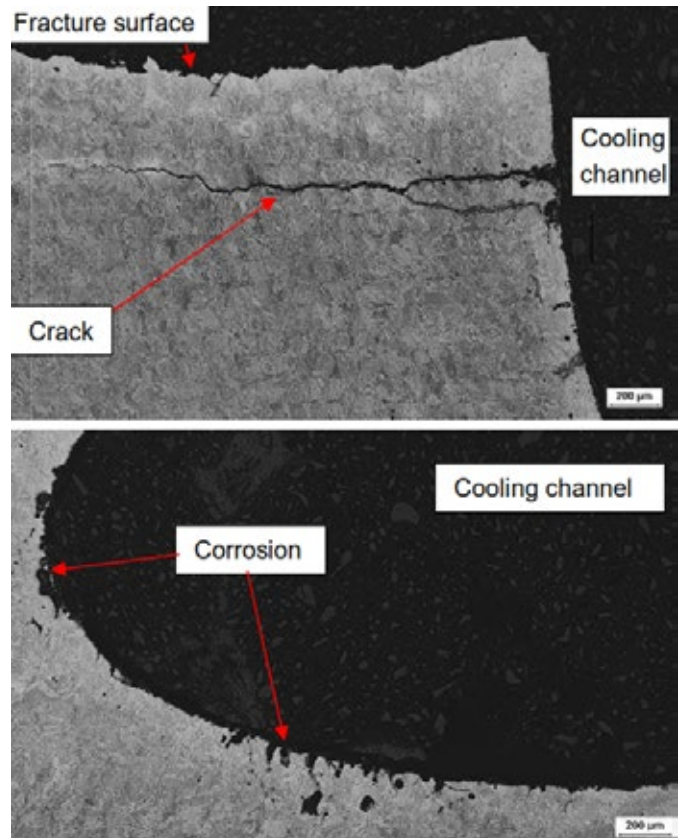 Fracture surface
Cooling
channel
Crack
200 µm
Cooling channel
Corrosion
200 µm